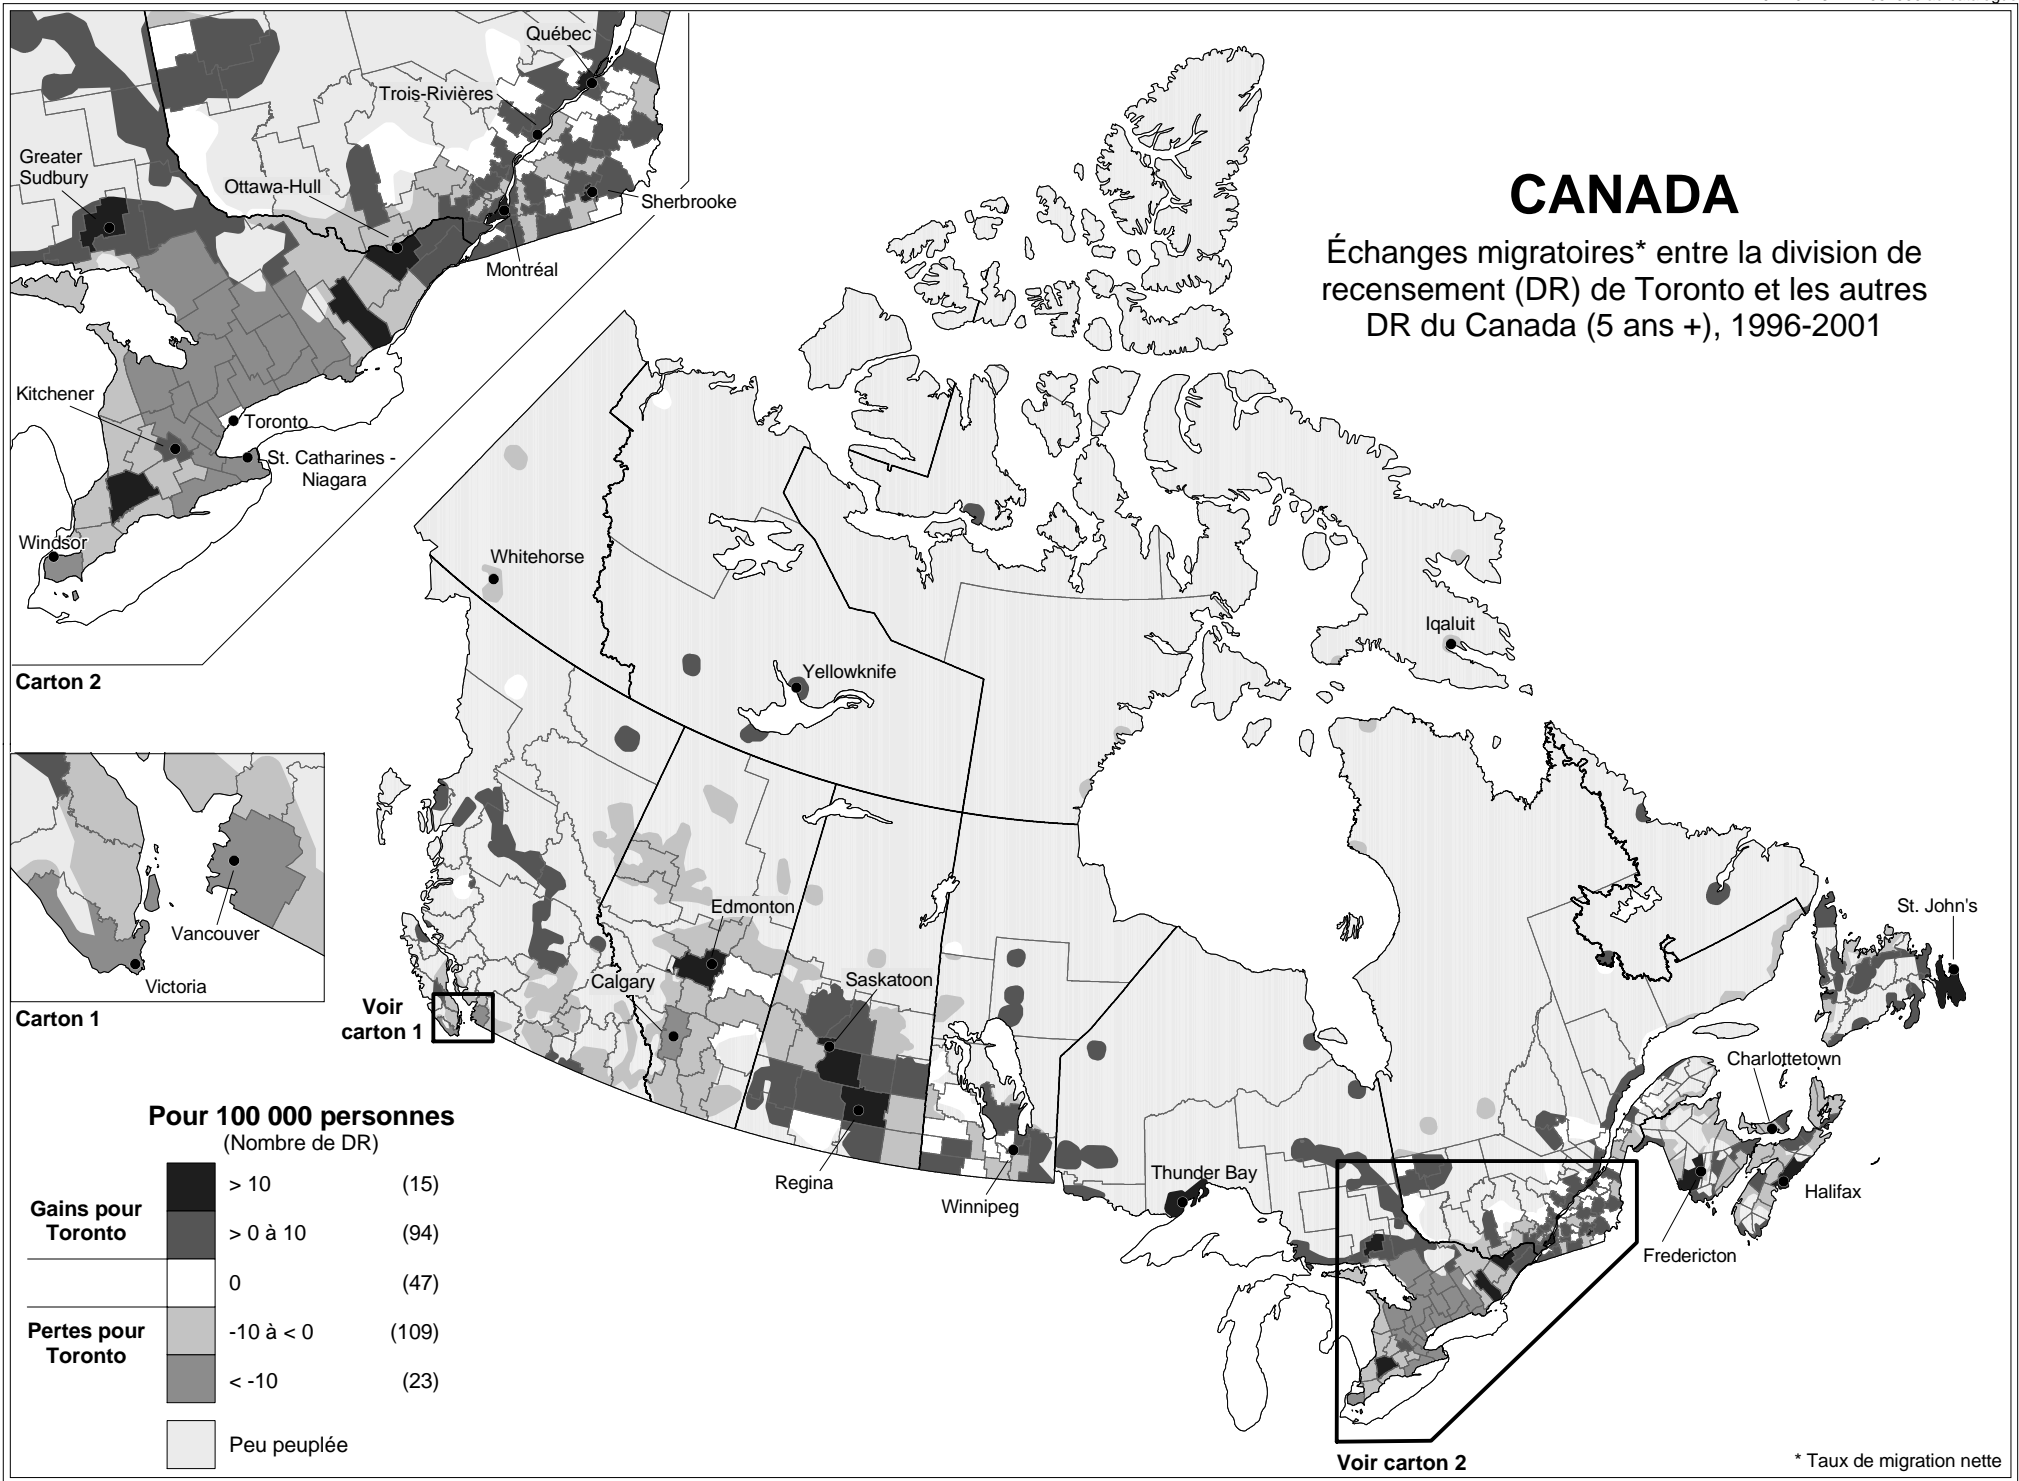 CANADA
Échanges migratoires* entre la division de
recensement (DR) de Toronto et les autres
DR du Canada (5 ans +), 1996-2001
Québec
Trois-Rivières
Greater
Sudbury
Ottawa-Hull
Sherbrooke
Montréal
Kitchener
Toronto
St. Catharines -
Niagara
Windsor
Carton 2
Vancouver
Victoria
Carton 1
Voir
carton 1
Whitehorse
Yellowknife
Iqaluit
Edmonton
Calgary
Saskatoon
Regina
Winnipeg
Thunder Bay
St. John's
Charlottetown
Halifax
Fredericton
Pour 100 000 personnes
(Nombre de DR)
Gains pour
Toronto
> 10 (15)
> 0 à 10 (94)
0 (47)
Pertes pour
Toronto
-10 à < 0 (109)
< -10 (23)
Peu peuplée
Voir carton 2
* Taux de migration nette